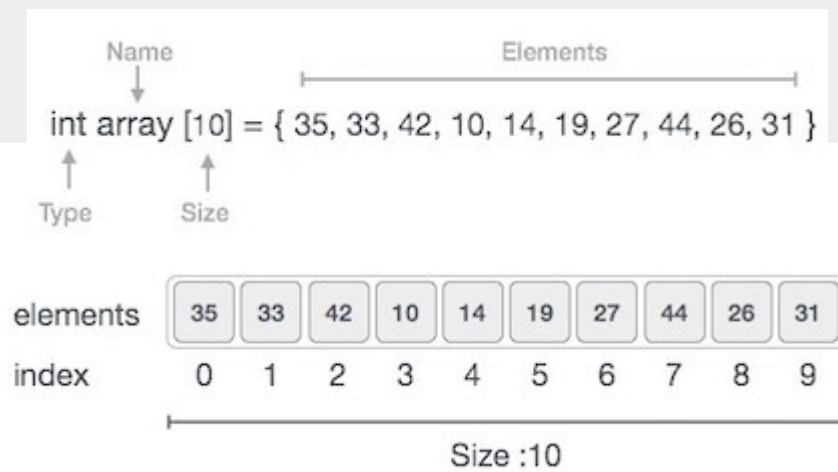 Name Elements
int array [10] = { 35, 33, 42, 10, 14, 19, 27, 44, 26, 31 }
Type Size
elements 35 33 42 10 14 19 27 44 26 31
index 0 1 2 3 4 5 6 7 8 9
Size :10